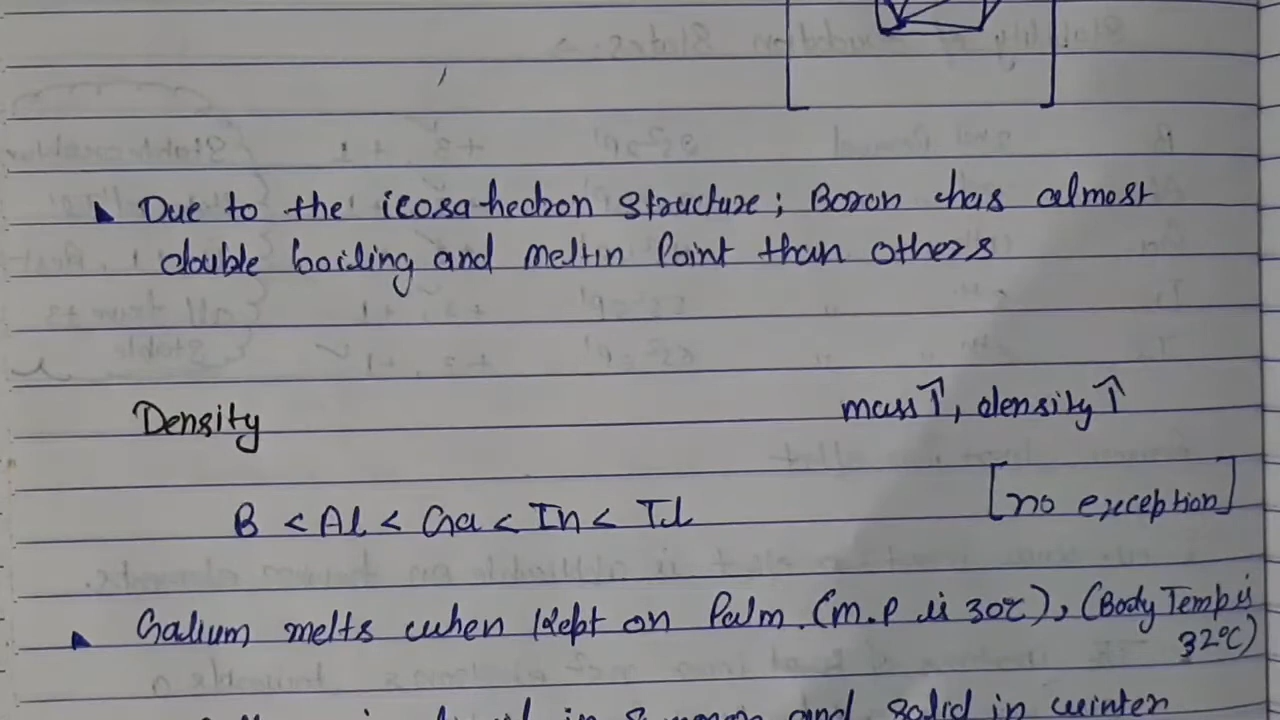 Due to the icosahedron structure; Boron has almost
double boiling and meltin Point than others
Density
mass↑, density↑
B < Al < Ga < In < Tl
[no exception]
Galium melts when kept on Palm. (m.p is 30°C), (Body Temp is
32°C)
in summer and solid in winter